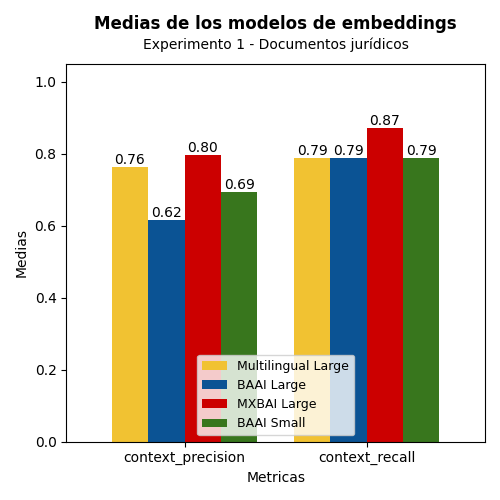 Medias de los modelos de embeddings
Experimento 1 - Documentos jurídicos
1.0
0.8
0.6
0.4
0.2
0.0
Medias
0.76
0.62
0.80
0.69
0.79
0.79
0.87
0.79
Multilingual Large
BAAI Large
MXBAI Large
BAAI Small
context_precision
context_recall
Metricas